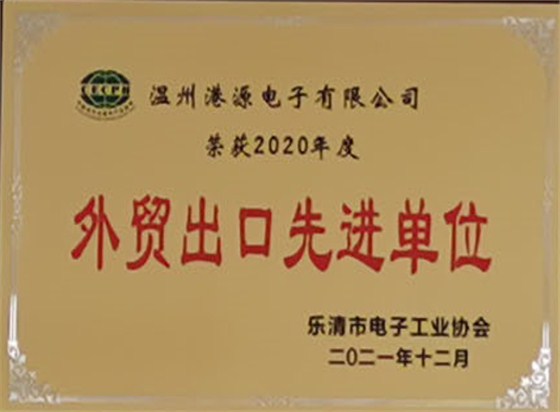 温州港源电子有限公司
荣获2020年度
外贸出口先进单位
乐清市电子工业协会
二〇二一年十二月